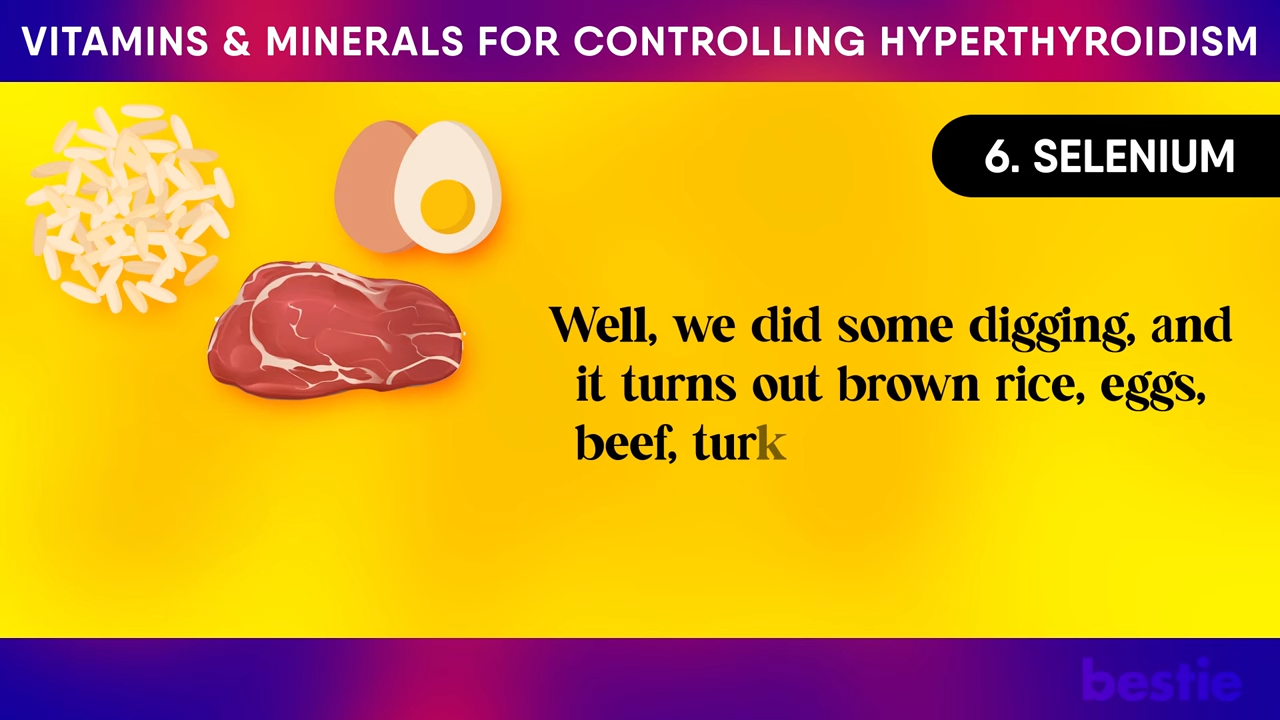 VITAMINS & MINERALS FOR CONTROLLING HYPERTHYROIDISM
6. SELENIUM
Well, we did some digging, and
it turns out brown rice, eggs,
beef, turk
bestie